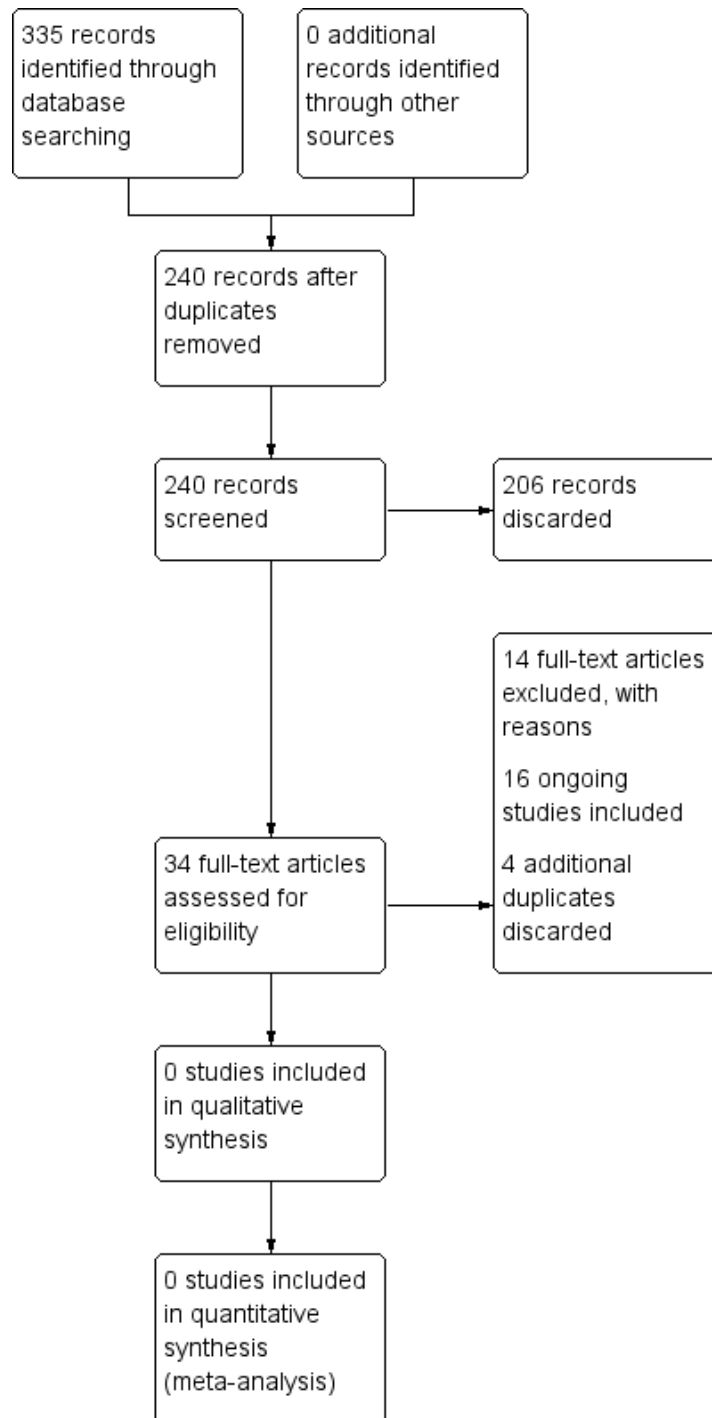 335 records
identified through
database
searching
0 additional
records identified
through other
sources
240 records after
duplicates
removed
240 records
screened
206 records
discarded
14 full-text articles
excluded, with
reasons
16 ongoing
studies included
4 additional
duplicates
discarded
34 full-text articles
assessed for
eligibility
0 studies included
in qualitative
synthesis
0 studies included
in quantitative
synthesis
(meta-analysis)